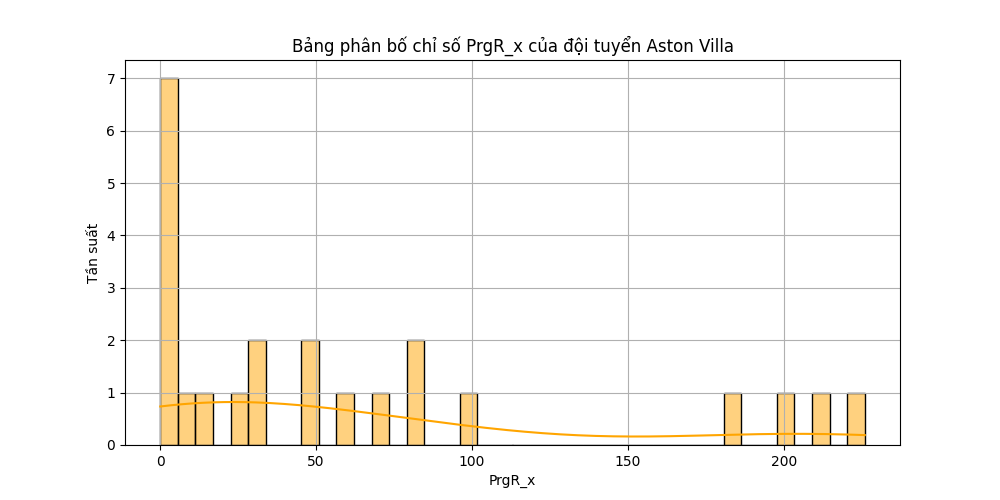 Bảng phân bố chỉ số PrgR_x của đội tuyển Aston Villa
7
6
5
4
3
2
1
0
Tần suất
0 50 100 150 200
PrgR_x